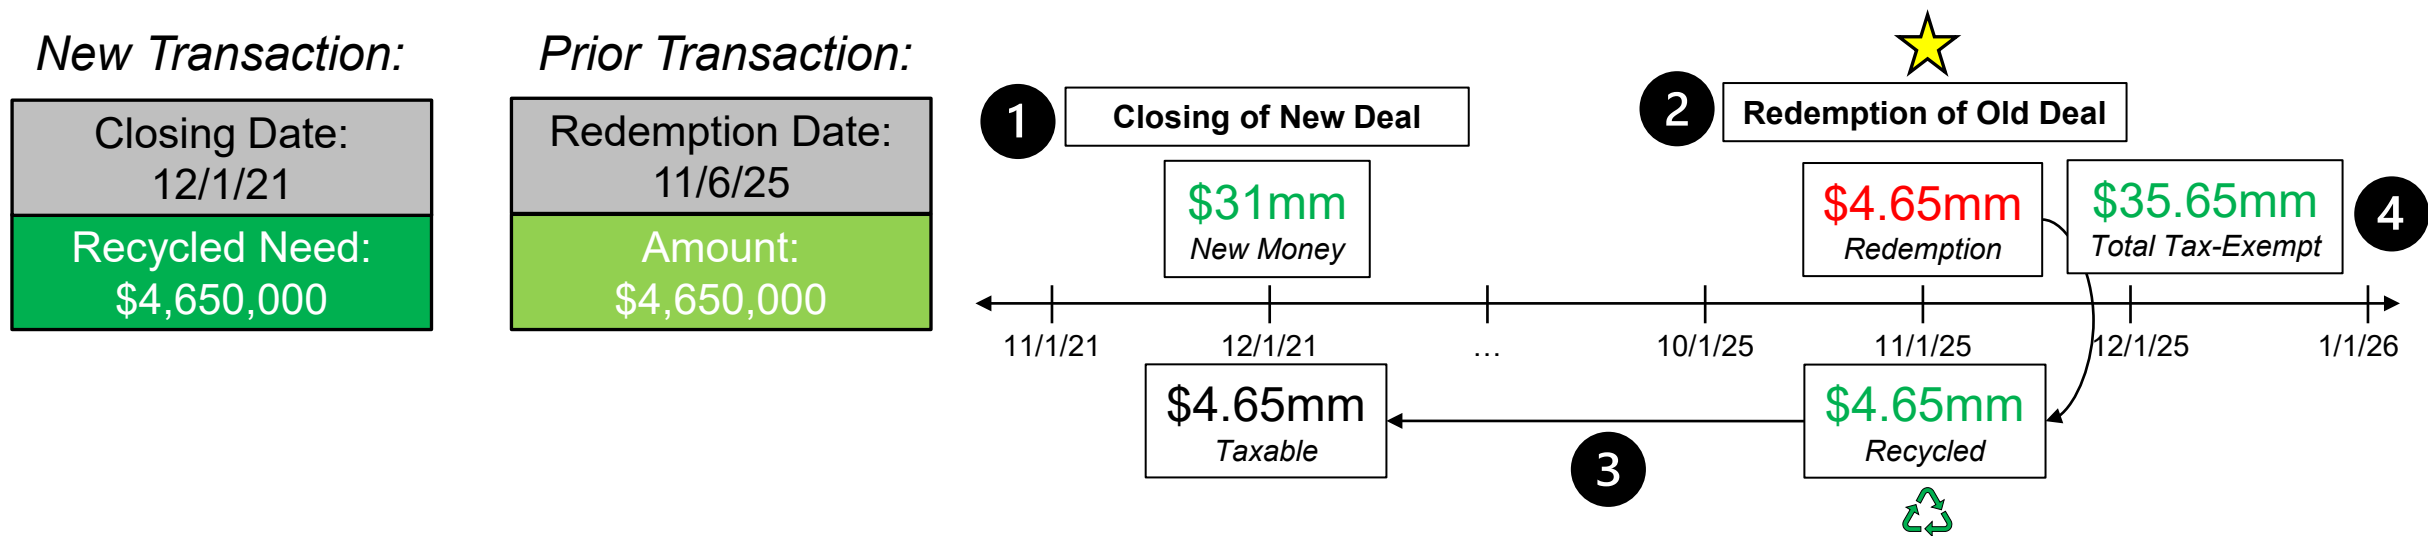 New Transaction:
Closing Date:
12/1/21
Recycled Need:
$4,650,000
Prior Transaction:
Redemption Date:
11/6/25
Amount:
$4,650,000
1
Closing of New Deal
$31mm
New Money
2
Redemption of Old Deal
$4.65mm
Redemption
$35.65mm
Total Tax-Exempt
4
11/1/21
12/1/21
...
10/1/25
11/1/25
12/1/25
1/1/26
$4.65mm
Taxable
3
$4.65mm
Recycled